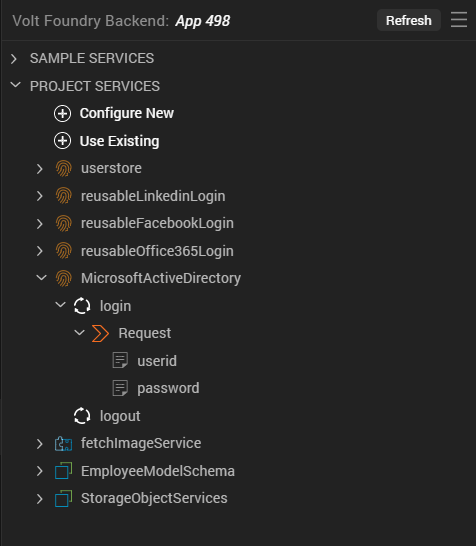 Volt Foundry Backend: App 498 Refresh
SAMPLE SERVICES
PROJECT SERVICES
Configure New
Use Existing
userstore
reusableLinkedinLogin
reusableFacebookLogin
reusableOffice365Login
MicrosoftActiveDirectory
login
Request
userid
password
logout
fetchImageService
EmployeeModelSchema
StorageObjectServices